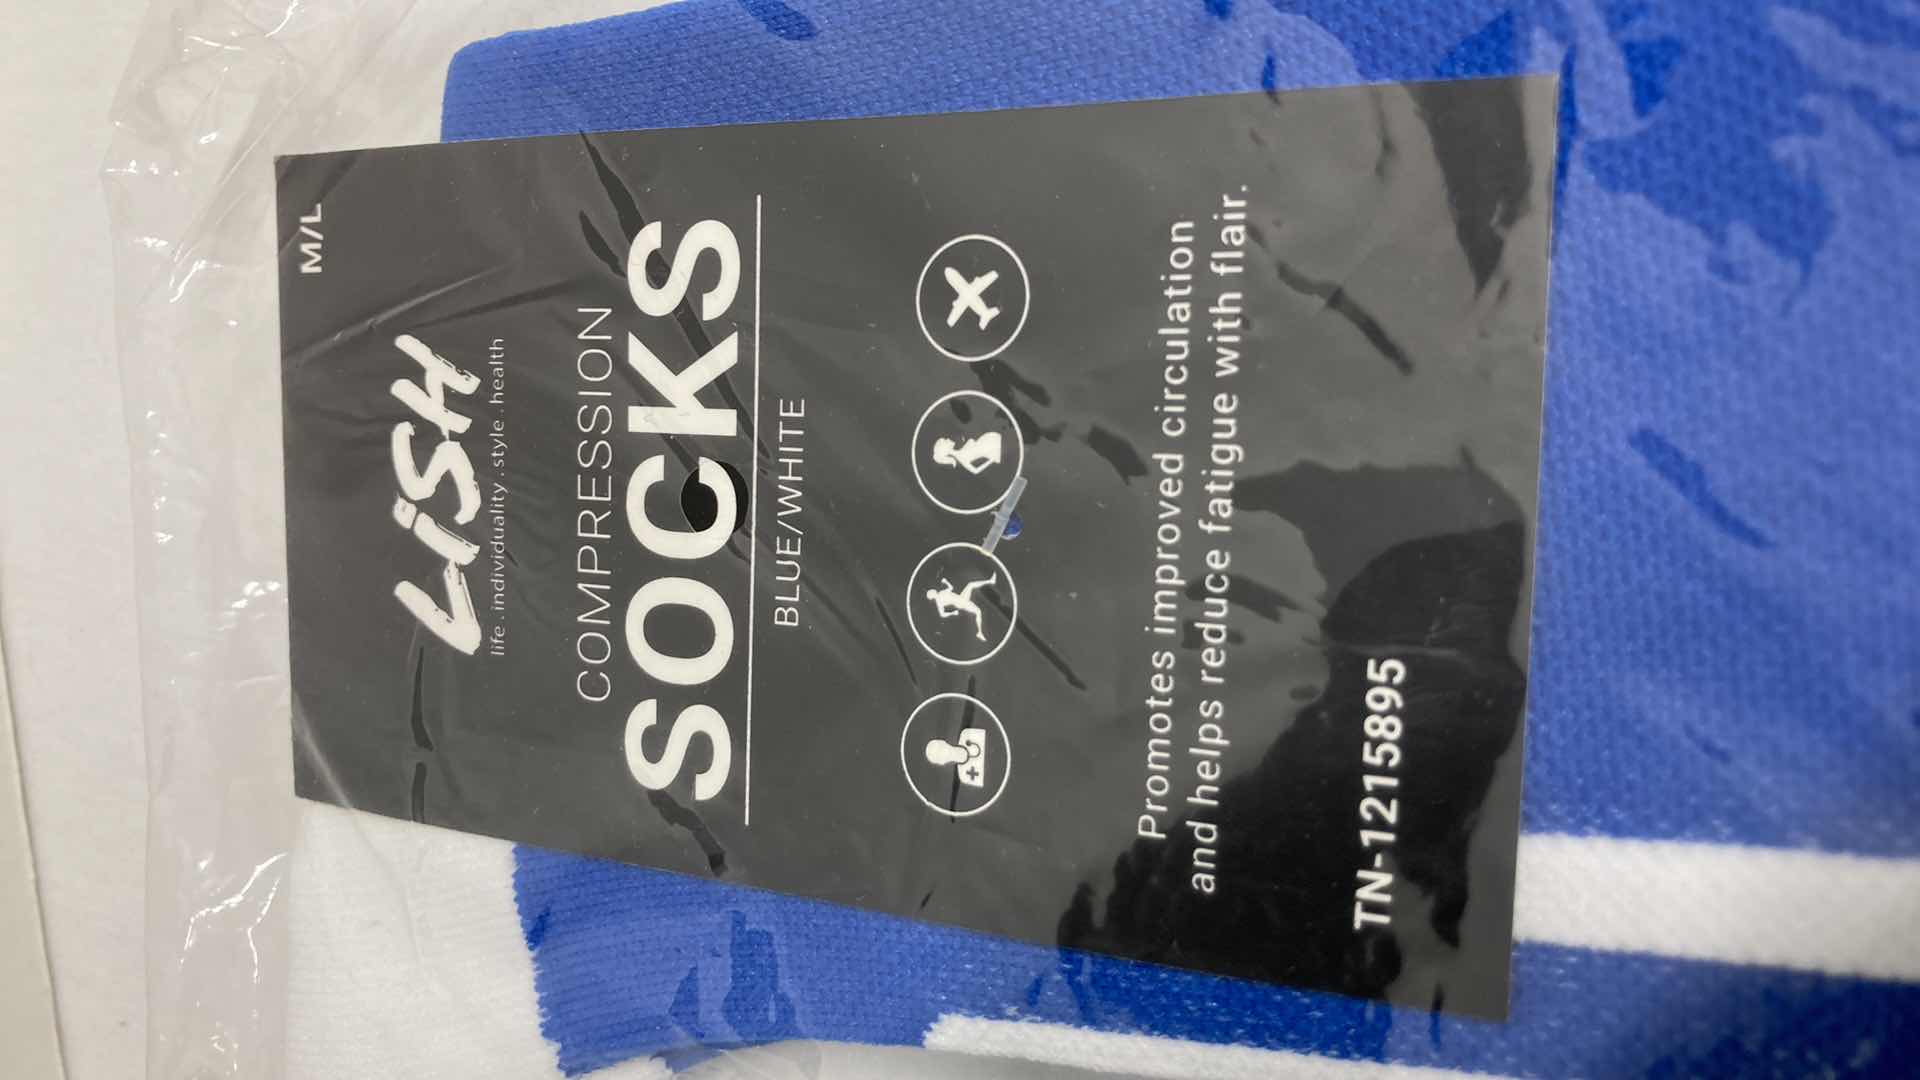 M/L
LiSH
life.individuality.style.health
COMPRESSION
SOCKS
BLUE/WHITE
Promotes improved circulation
and helps reduce fatigue with flair.
TN-1215895